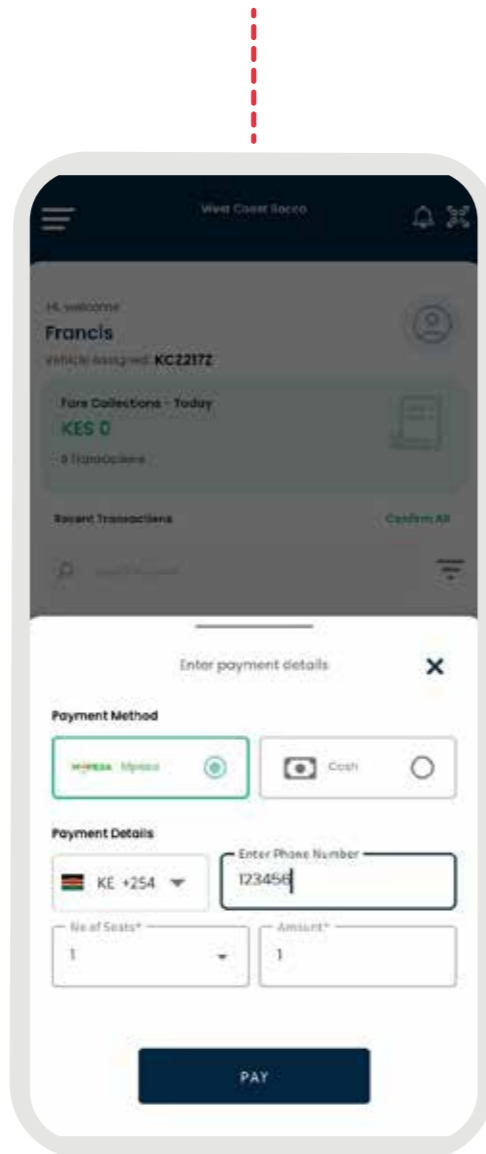 West Coast Sacco
Hi, welcome
Francis
Vehicle Assigned: KCZ217Z
Fare Collections - Today
KES 0
0 Transactions
Recent Transactions Confirm All
Enter payment details
Payment Method
M-PESA Mpesa Cash
Payment Details
Enter Phone Number
KE +254 123456
No of Seats* Amount*
1 1
PAY